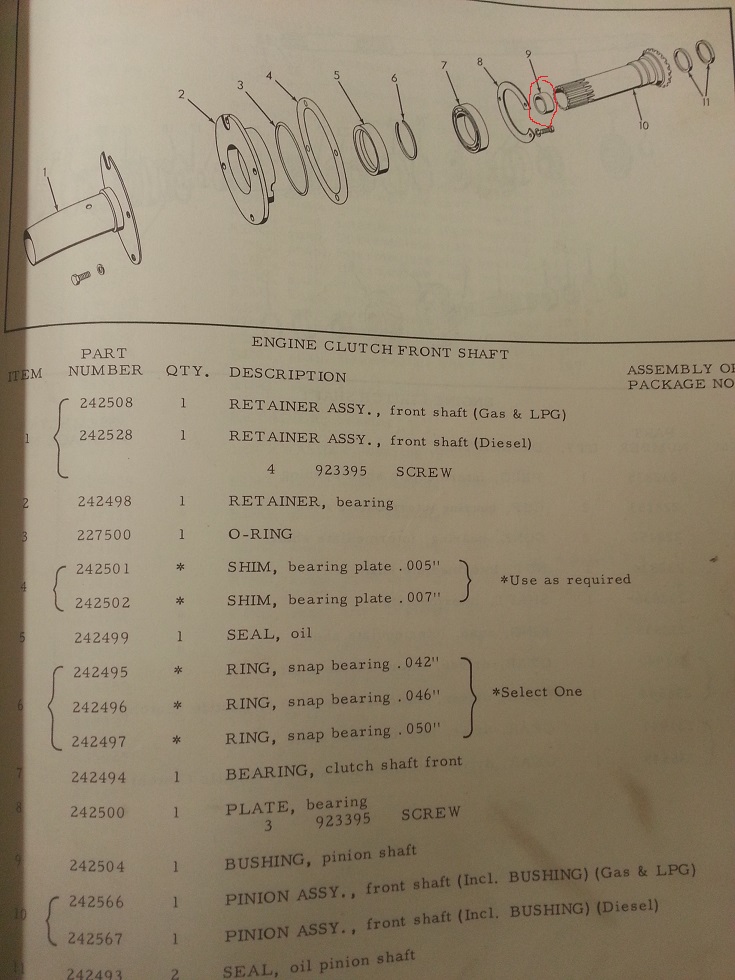 1
2
3
4
5
6
7
8
9
10
11
ENGINE CLUTCH FRONT SHAFT
ITEM PART NUMBER QTY. DESCRIPTION ASSEMBLY OR PACKAGE NO
1 242508 1 RETAINER ASSY., front shaft (Gas & LPG)
242528 1 RETAINER ASSY., front shaft (Diesel)
4 923395 SCREW
2 242498 1 RETAINER, bearing
3 227500 1 O-RING
4 242501 * SHIM, bearing plate .005"
*Use as required
242502 * SHIM, bearing plate .007"
5 242499 1 SEAL, oil
6 242495 * RING, snap bearing .042"
242496 * RING, snap bearing .046" *Select One
242497 * RING, snap bearing .050"
7 242494 1 BEARING, clutch shaft front
8 242500 1 PLATE, bearing
3 923395 SCREW
9 242504 1 BUSHING, pinion shaft
10 242566 1 PINION ASSY., front shaft (Incl. BUSHING) (Gas & LPG)
242567 1 PINION ASSY., front shaft (Incl. BUSHING) (Diesel)
11 242493 2 SEAL, oil pinion shaft